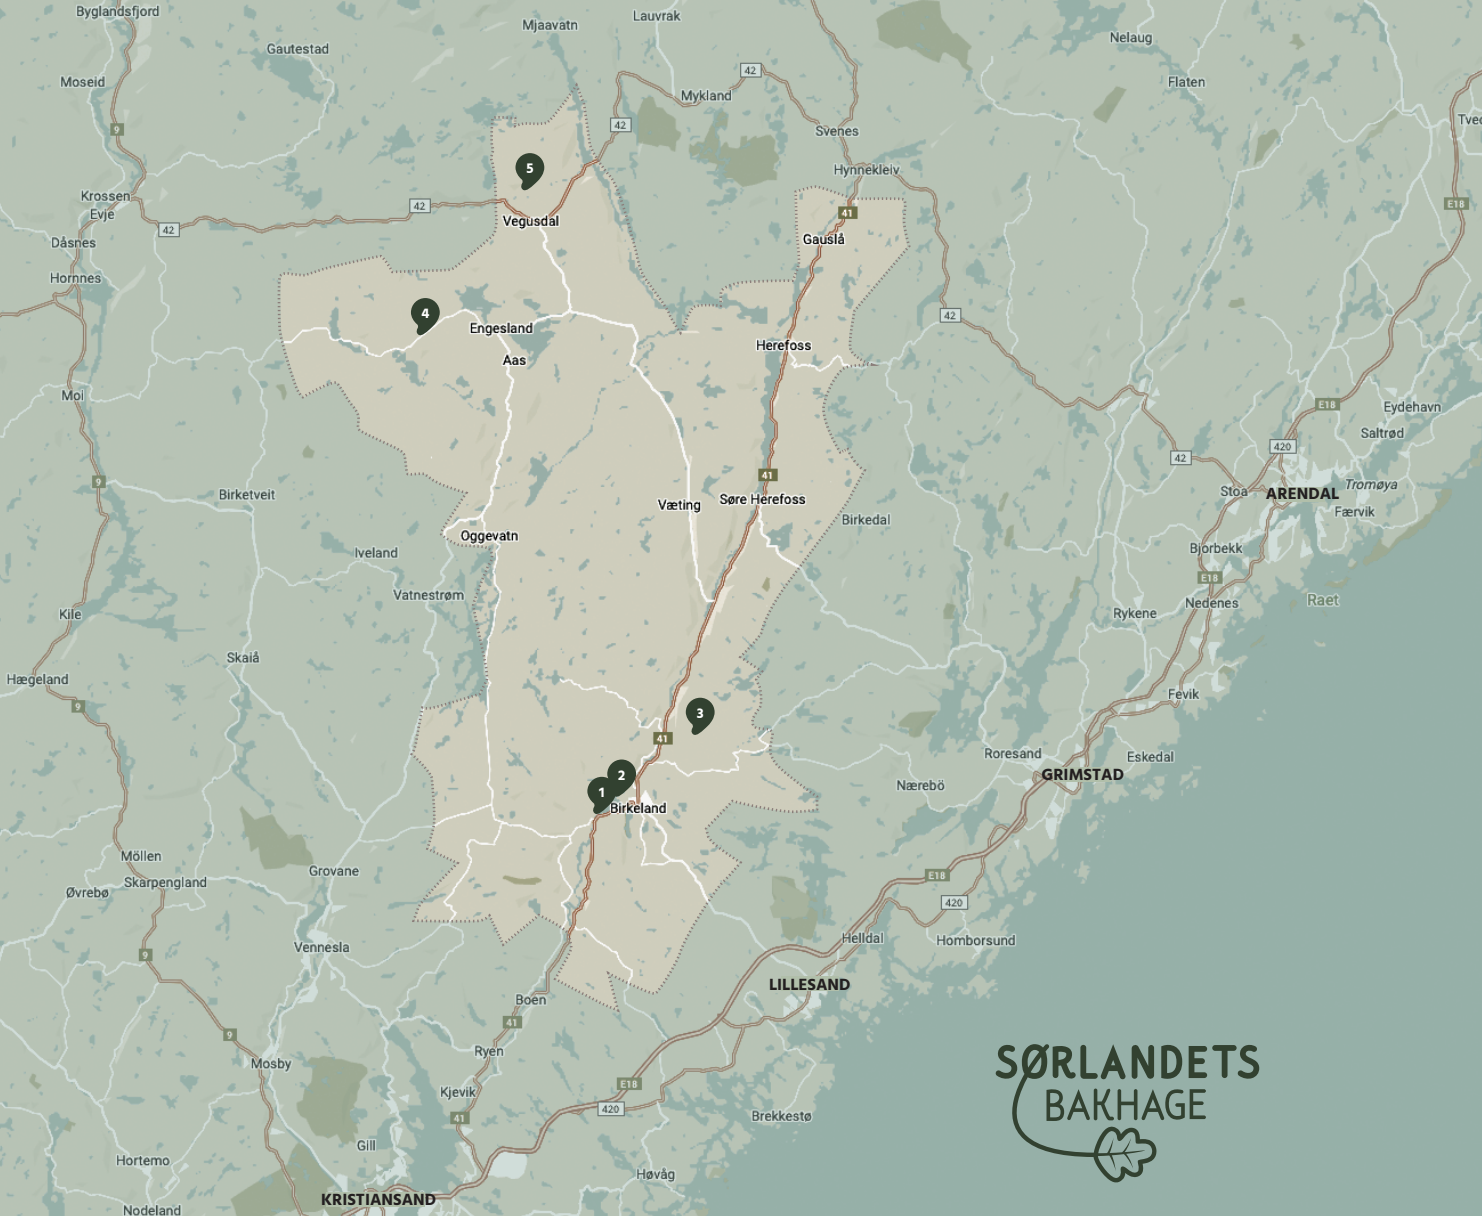 Byglandsfjord
Lauvrak
Mjaavatn
Nelaug
Gautestad
Moseid
42
Flaten
Mykland
42
Tved
9
Svenes
Hynnekleiv
5
Krossen
Evje
42
E18
41
Vegusdal
42
Gauslå
Dåsnes
Hornnes
4
42
Engesland
Herefoss
Aas
Moi
E18
Eydehavn
Saltrød
420
42
41
9
Tromøya
Birketveit
Søre Herefoss
Stoa
ARENDAL
Væting
Færvik
Birkedal
Oggevatn
Bjorbekk
Iveland
E18
Vatnestrøm
Raet
Nedenes
Kile
Rykene
Skaiå
Hægeland
Fevik
9
3
41
Roresand
Eskedal
2
GRIMSTAD
Nærebö
1
Birkeland
Möllen
Grovane
E18
Skarpengland
Øvrebø
420
Helldal
Homborsund
Vennesla
9
LILLESAND
Boen
41
9
SØRLANDETS
BAKHAGE
Ryen
Mosby
E18
Kjevik
420
41
Brekkestø
Gill
Hortemo
Høvåg
KRISTIANSAND
Nodeland